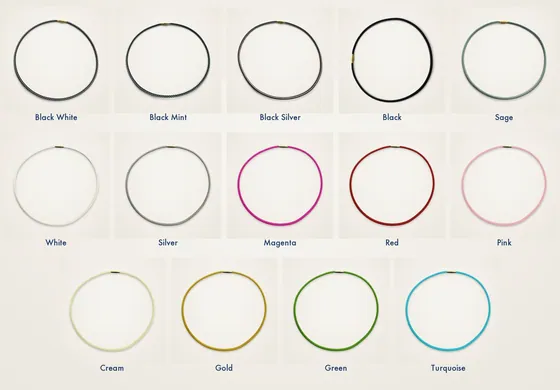 Black White
Black Mint
Black Silver
Black
Sage
White
Silver
Magenta
Red
Pink
Cream
Gold
Green
Turquoise